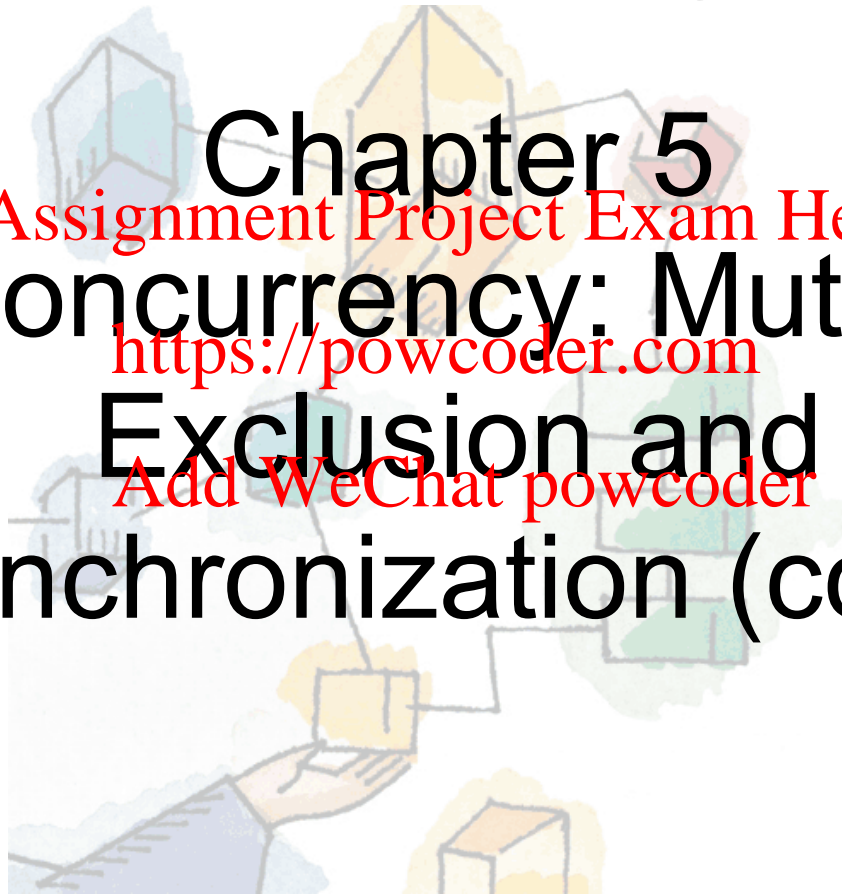 Chapter 5
Assignment Project Exam He
oncurrency: Mut
https://powcoder.com
Exclusion and
Add WeChat powcoder
nchronization (co